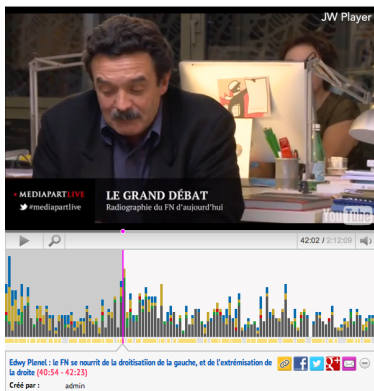 JW Player
MEDIAPARTLIVE
#mediapartlive
LE GRAND DÉBAT
Radiographie du FN d'aujourd'hui
YouTube
42:02 / 2:12:09
Edwy Plenel : le FN se nourrit de la droitisatiion de la gauche, et de l'extrémisation de
la droite (40:54 - 42:23)
Créé par : admin